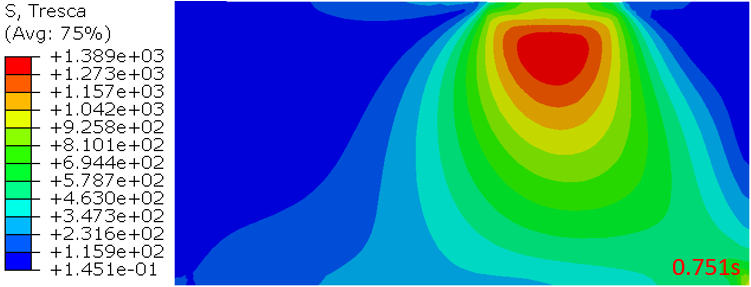 S, Tresca
(Avg: 75%)
+1.389e+03
+1.273e+03
+1.157e+03
+1.042e+03
+9.258e+02
+8.101e+02
+6.944e+02
+5.787e+02
+4.630e+02
+3.473e+02
+2.316e+02
+1.159e+02
+1.451e-01
0.751s